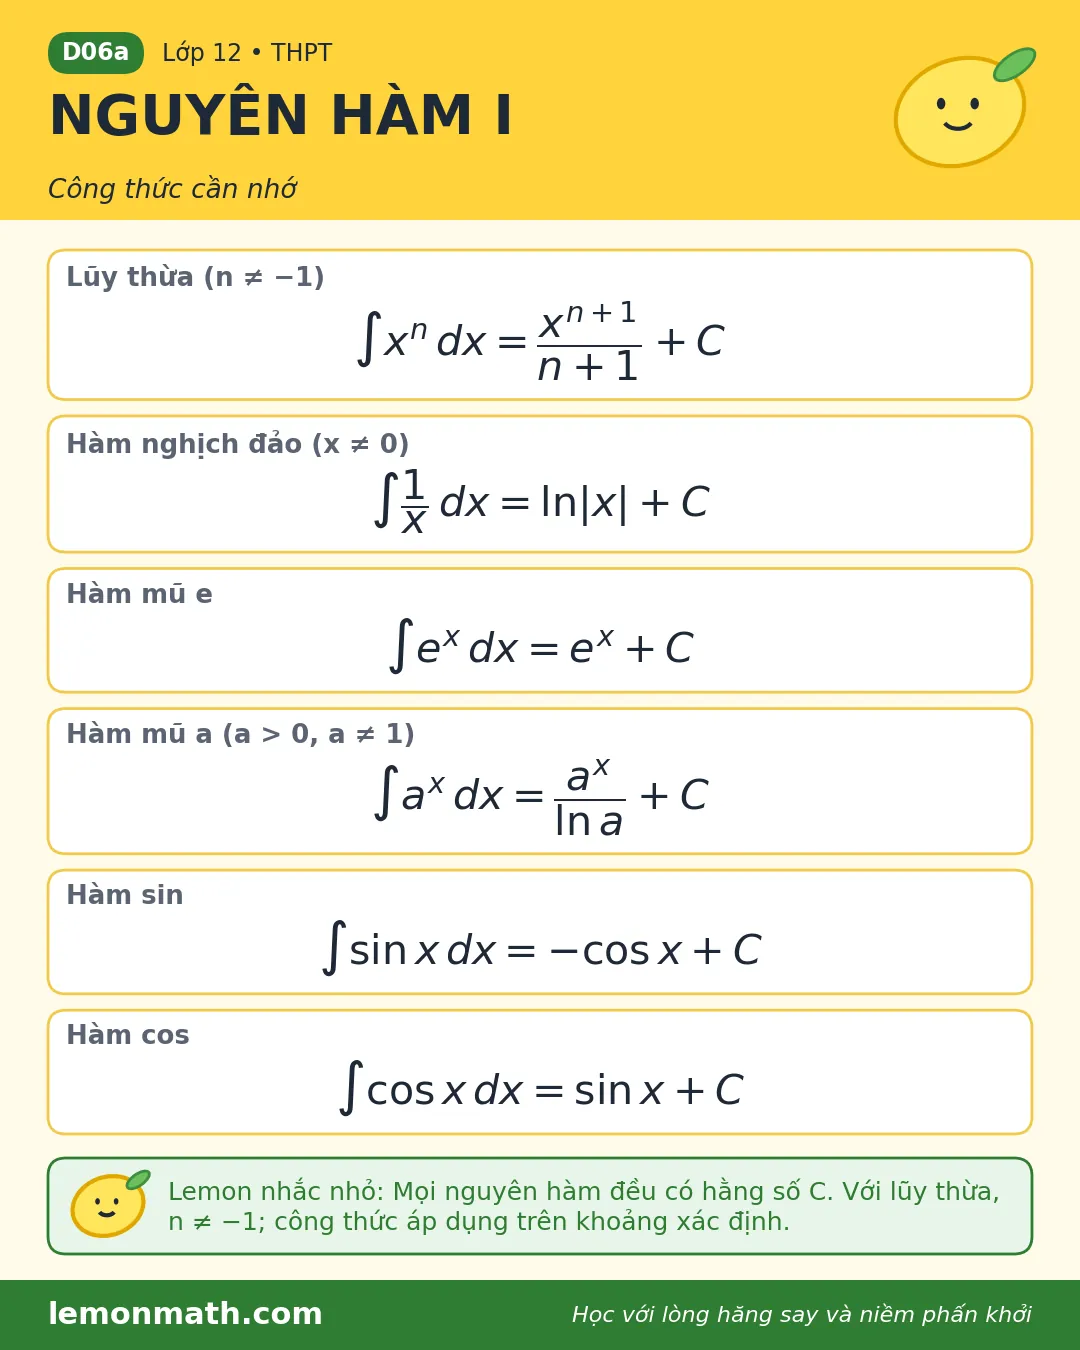 D06a Lớp 12 • THPT
NGUYÊN HÀM I
Công thức cần nhớ
Lũy thừa (n ≠ −1)
∫xⁿ dx = xⁿ⁺¹/(n + 1) + C
Hàm nghịch đảo (x ≠ 0)
∫1/x dx = ln|x| + C
Hàm mũ e
∫eˣ dx = eˣ + C
Hàm mũ a (a > 0, a ≠ 1)
∫aˣ dx = aˣ/ln a + C
Hàm sin
∫sin x dx = −cos x + C
Hàm cos
∫cos x dx = sin x + C
Lemon nhắc nhỏ: Mọi nguyên hàm đều có hằng số C. Với lũy thừa,
n ≠ −1; công thức áp dụng trên khoảng xác định.
lemonmath.com Học với lòng hăng say và niềm phấn khởi